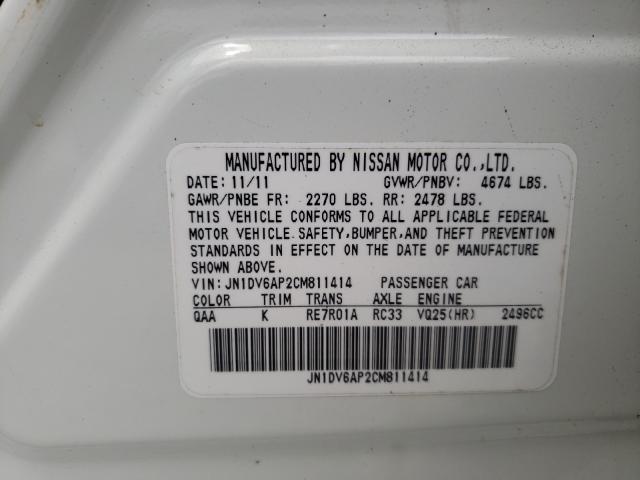 MANUFACTURED BY NISSAN MOTOR CO.,LTD.
DATE: 11/11 GVWR/PNBV: 4674 LBS.
GAWR/PNBE FR: 2270 LBS. RR: 2478 LBS.
THIS VEHICLE CONFORMS TO ALL APPLICABLE FEDERAL
MOTOR VEHICLE SAFETY, BUMPER, AND THEFT PREVENTION
STANDARDS IN EFFECT ON THE DATE OF MANUFACTURE
SHOWN ABOVE.
VIN: JN1DV6AP2CM811414 PASSENGER CAR
COLOR TRIM TRANS AXLE ENGINE
QAA K RE7R01A RC33 VQ25(HR) 2496CC
JN1DV6AP2CM811414